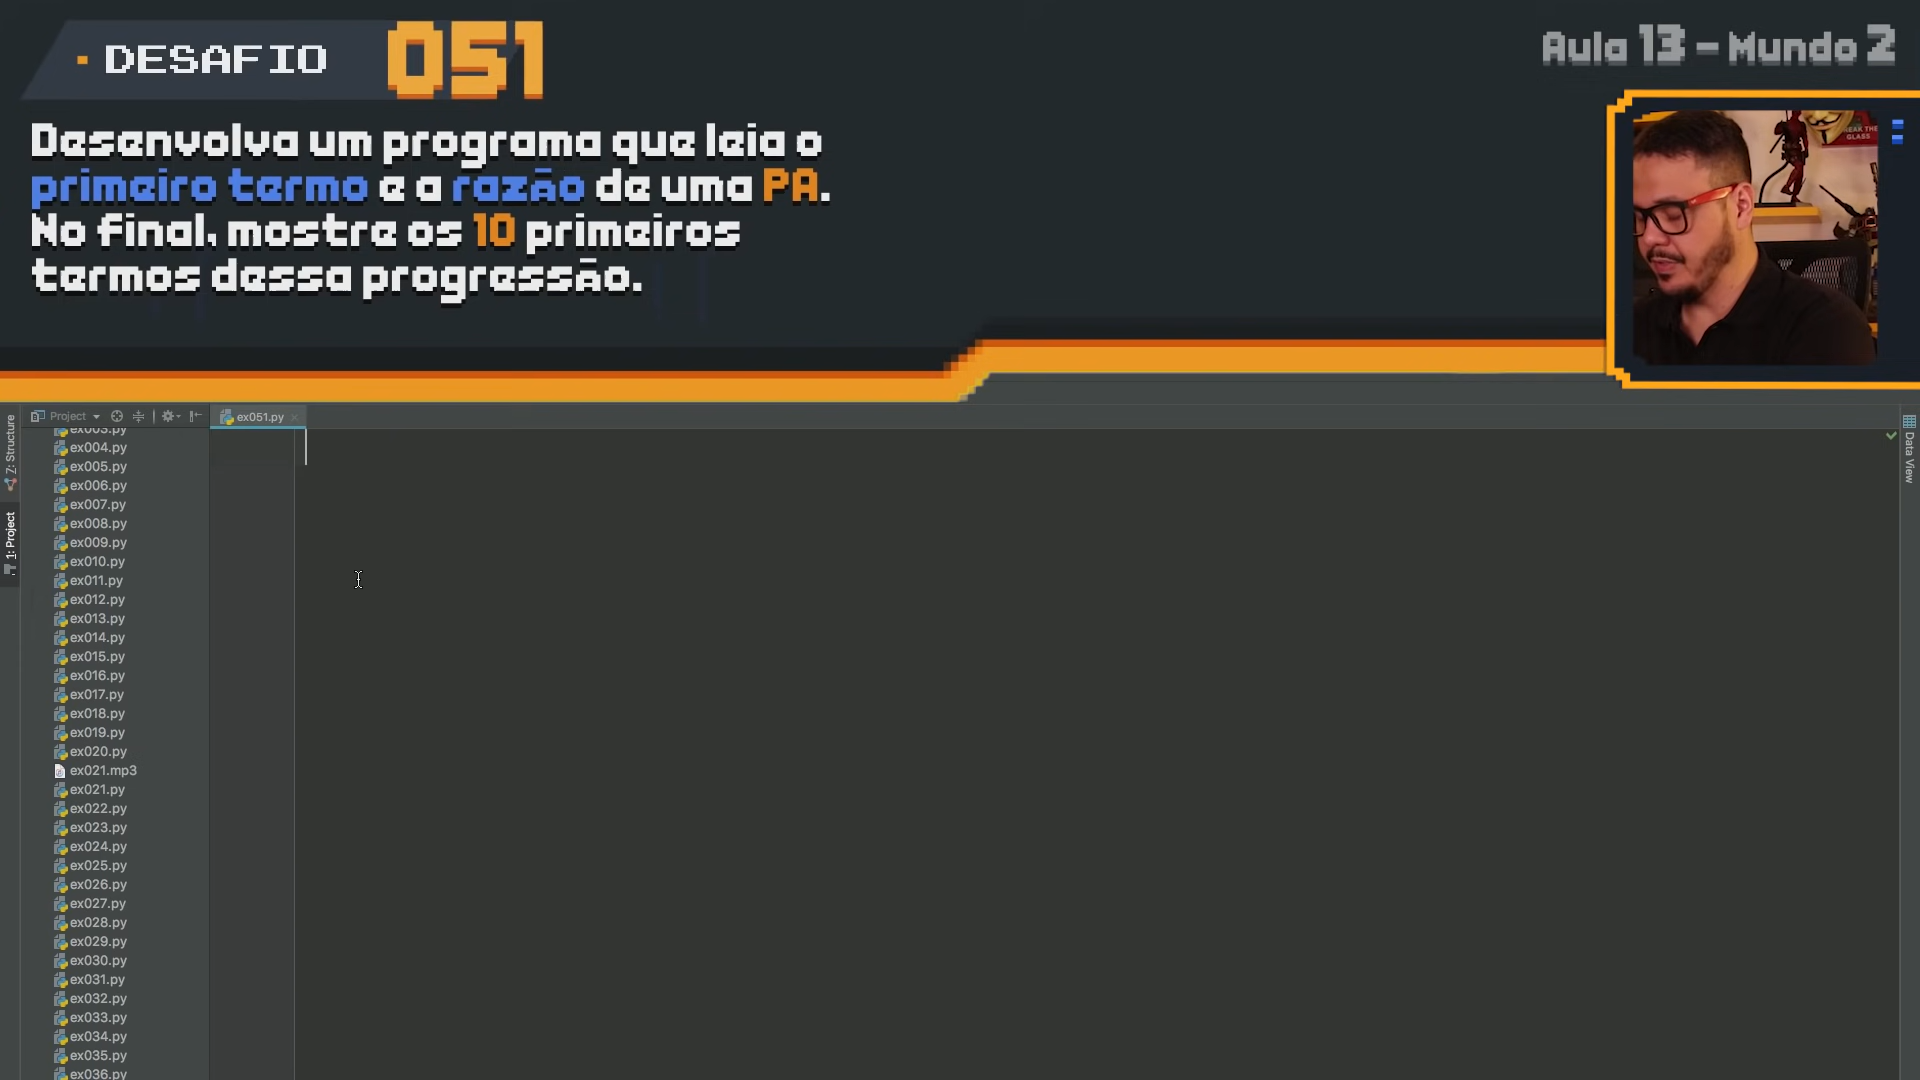 DESAFIO 051
Aula 13 - Mundo 2
Desenvolva um programa que leia o
primeiro termo e a razão de uma PA.
No final, mostre os 10 primeiros
termos dessa progressão.
BREAK THE
GLASS
Project
ex051.py
Z: Structure
1: Project
Data View
ex003.py
ex004.py
ex005.py
ex006.py
ex007.py
ex008.py
ex009.py
ex010.py
ex011.py
ex012.py
ex013.py
ex014.py
ex015.py
ex016.py
ex017.py
ex018.py
ex019.py
ex020.py
ex021.mp3
ex021.py
ex022.py
ex023.py
ex024.py
ex025.py
ex026.py
ex027.py
ex028.py
ex029.py
ex030.py
ex031.py
ex032.py
ex033.py
ex034.py
ex035.py
ex036.py